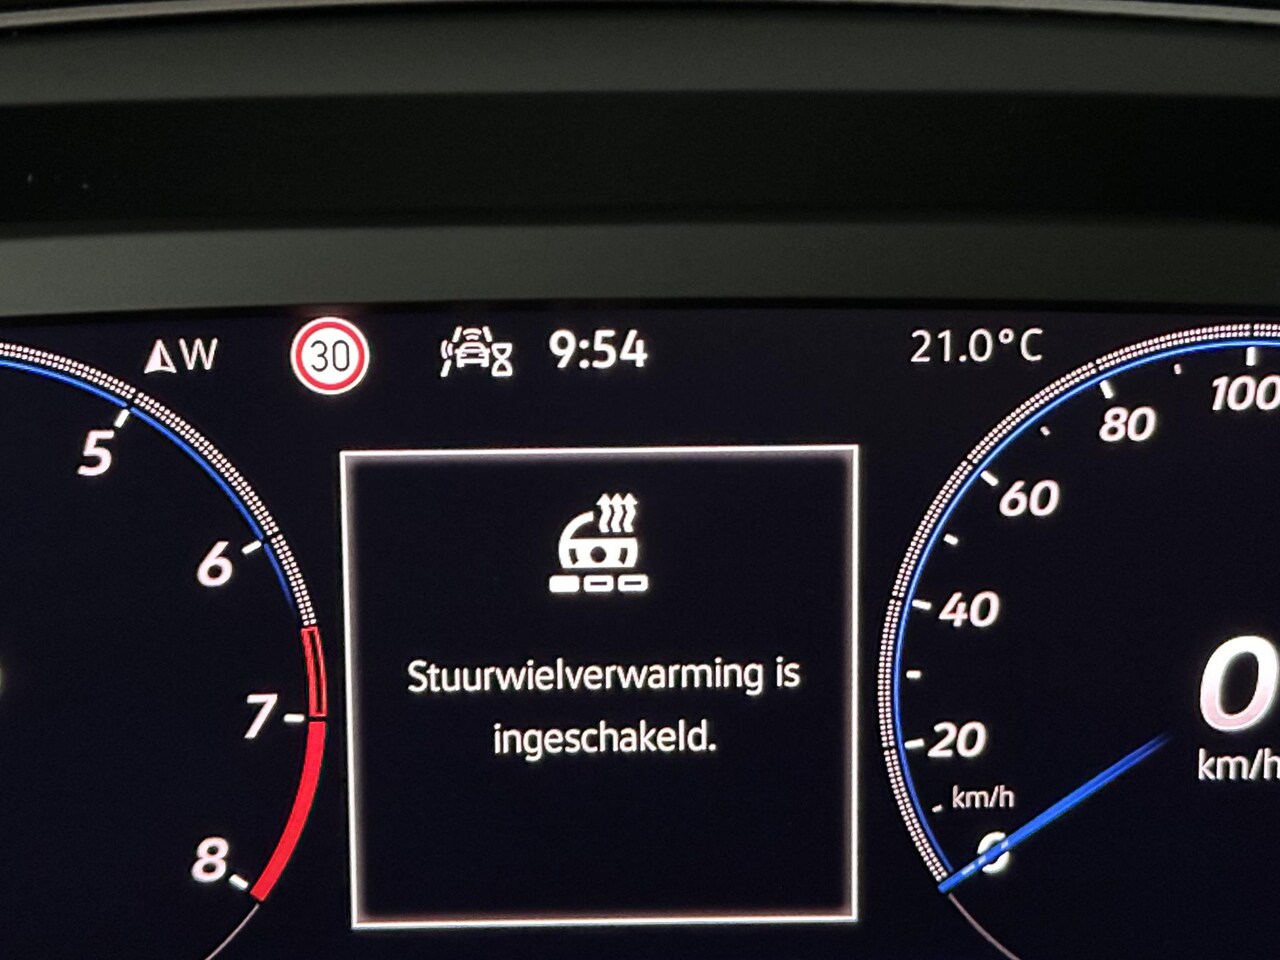 W
30
9:54
21.0°C
5
6
7
8
Stuurwielverwarming is
ingeschakeld.
100
80
60
40
20
km/h
0
0
km/h